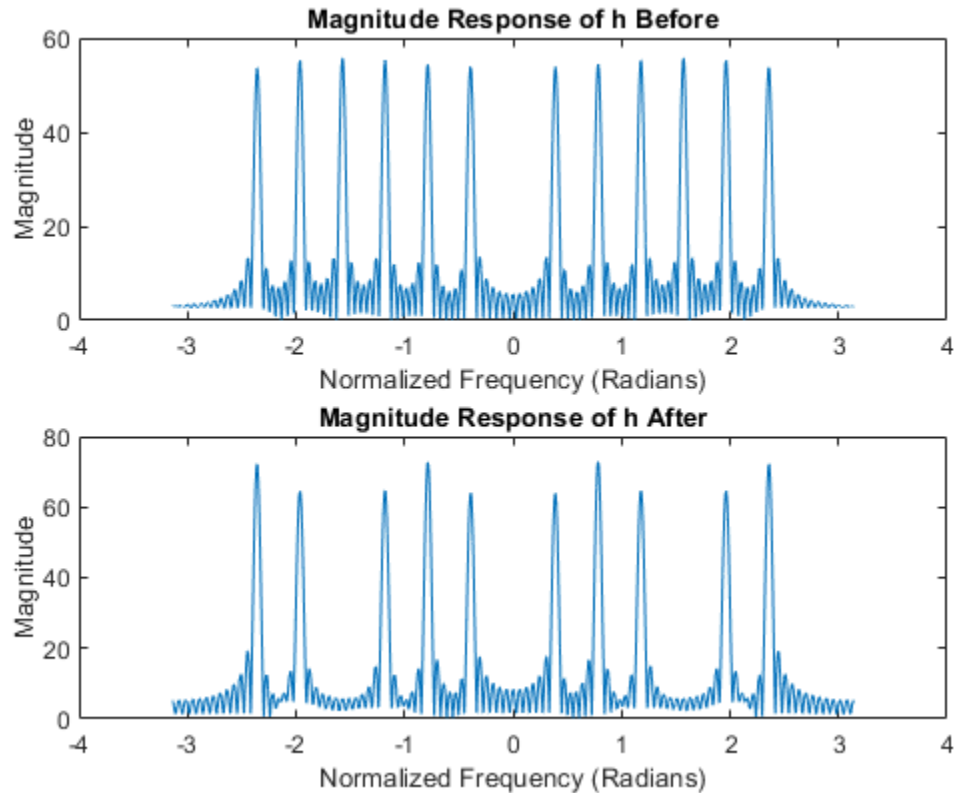 Magnitude Response of h Before
60
40
20
0
Magnitude
-4 -3 -2 -1 0 1 2 3 4
Normalized Frequency (Radians)
Magnitude Response of h After
80
60
40
20
0
Magnitude
-4 -3 -2 -1 0 1 2 3 4
Normalized Frequency (Radians)